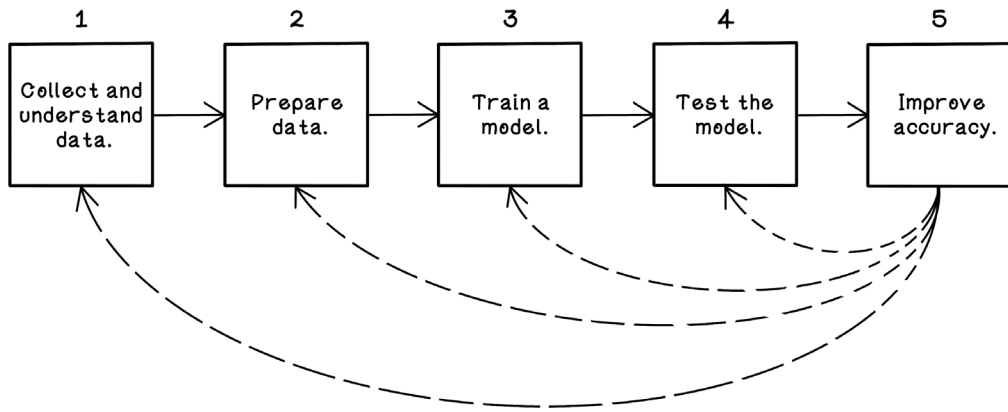 1
2
3
4
5
Collect and
understand
data.
Prepare
data.
Train a
model.
Test the
model.
Improve
accuracy.